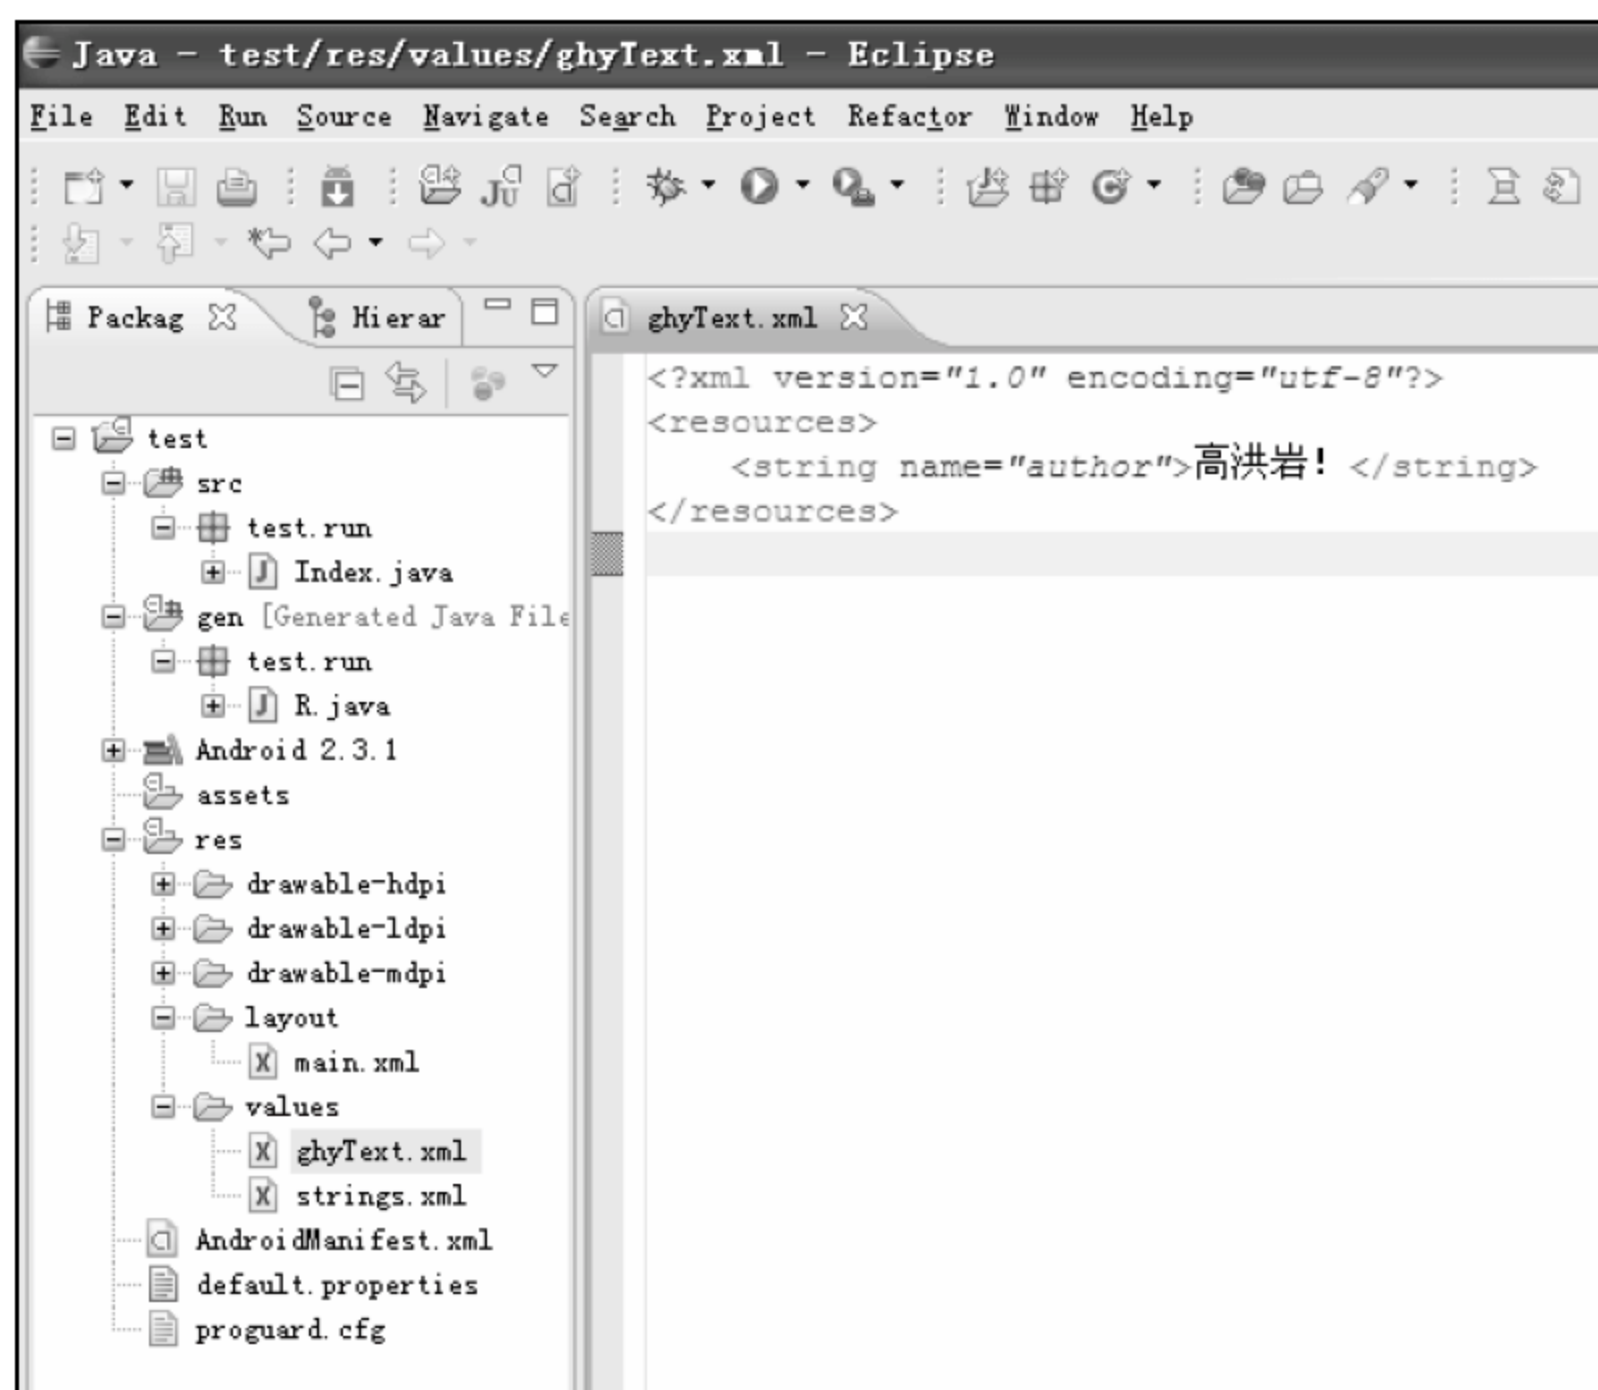 Java - test/res/values/ghyText.xml - Eclipse
File Edit Run Source Navigate Search Project Refactor Window Help
Packag Hierar
ghyText.xml
test
src
test.run
Index.java
gen [Generated Java File
test.run
R.java
Android 2.3.1
assets
res
drawable-hdpi
drawable-ldpi
drawable-mdpi
layout
main.xml
values
ghyText.xml
strings.xml
AndroidManifest.xml
default.properties
proguard.cfg
<?xml version="1.0" encoding="utf-8"?>
<resources>
<string name="author">高洪岩! </string>
</resources>